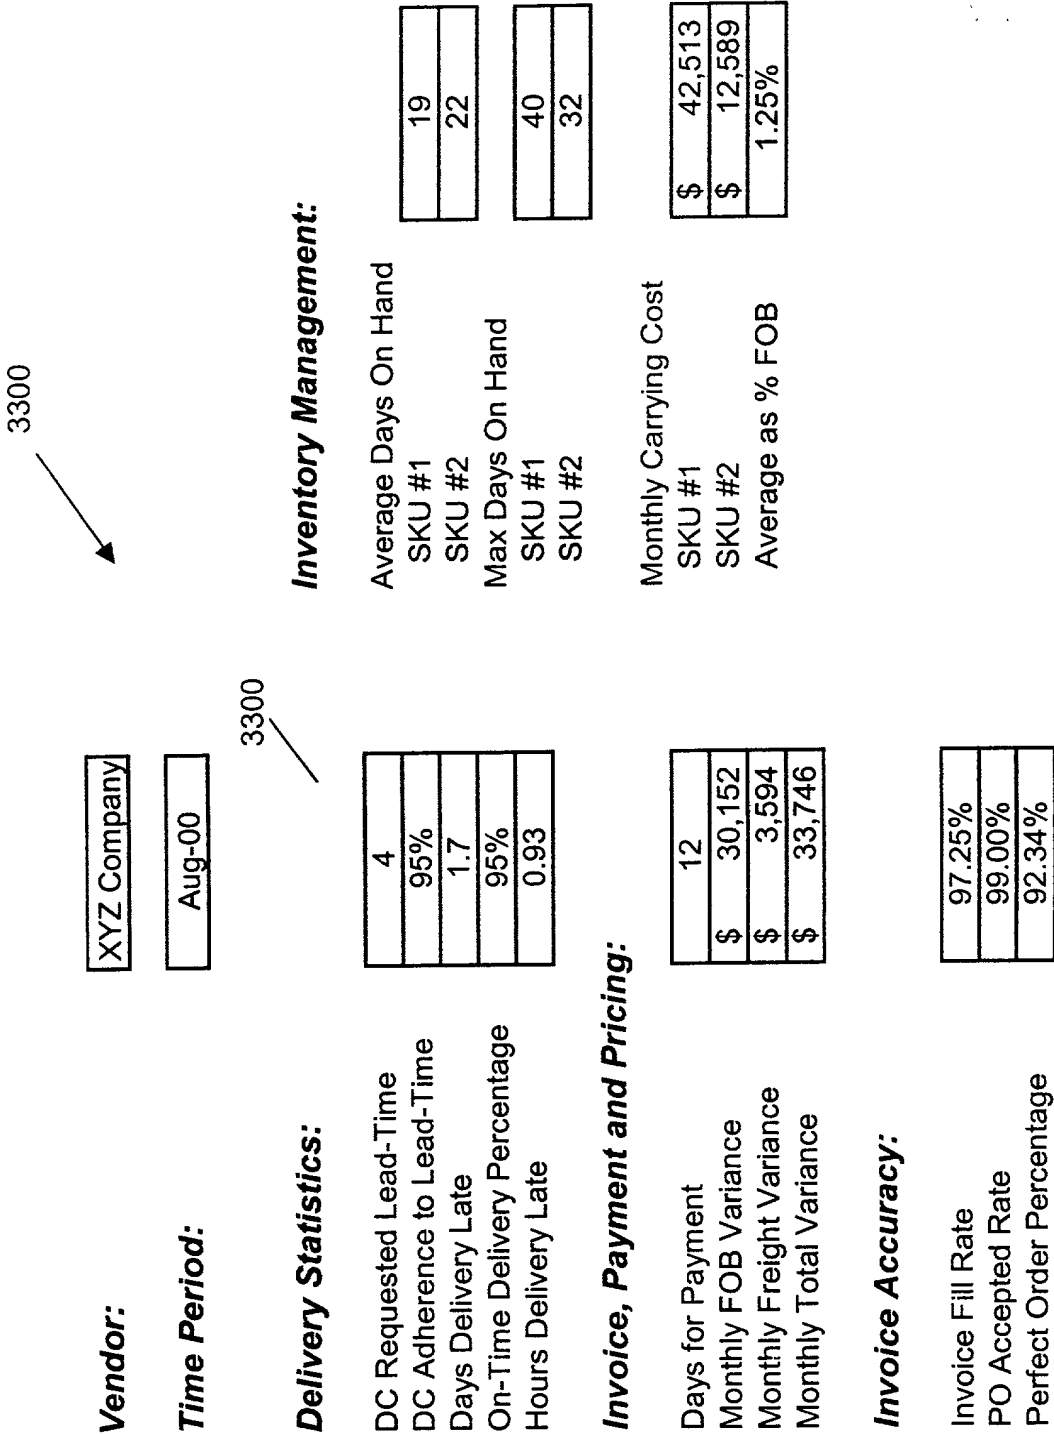 3300
Vendor: XYZ Company
Time Period: Aug-00
3300
Delivery Statistics:
DC Requested Lead-Time 4
DC Adherence to Lead-Time 95%
Days Delivery Late 1.7
On-Time Delivery Percentage 95%
Hours Delivery Late 0.93
Invoice, Payment and Pricing:
Days for Payment 12
Monthly FOB Variance $ 30,152
Monthly Freight Variance $ 3,594
Monthly Total Variance $ 33,746
Invoice Accuracy:
Invoice Fill Rate 97.25%
PO Accepted Rate 99.00%
Perfect Order Percentage 92.34%
Inventory Management:
Average Days On Hand
SKU #1 19
SKU #2 22
Max Days On Hand
SKU #1 40
SKU #2 32
Monthly Carrying Cost
SKU #1 $ 42,513
SKU #2 $ 12,589
Average as % FOB 1.25%